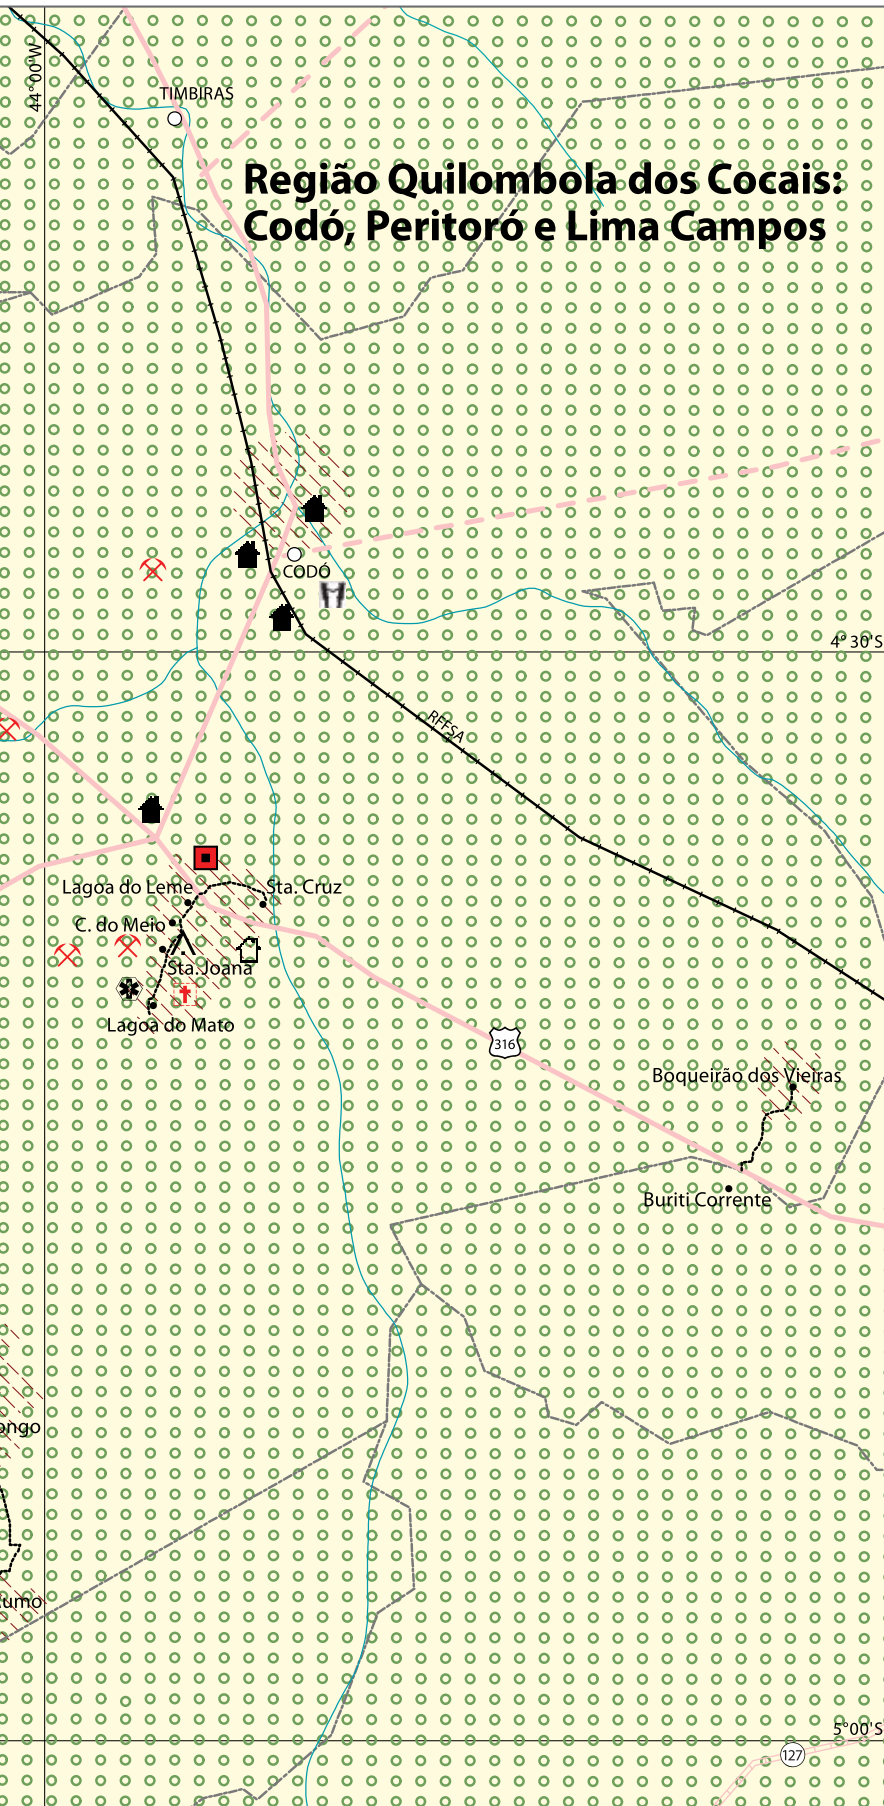 44°00'W
TIMBIRAS
Região Quilombola dos Cocais:
Codó, Peritoró e Lima Campos
CODÓ
4° 30'S
RFFSA
Lagoa do Leme
Sta. Cruz
C. do Meio
Sta. Joana
Lagoa do Mato
316
Boqueirão dos Vieiras
Buriti Corrente
ongo
umo
5°00'S
127